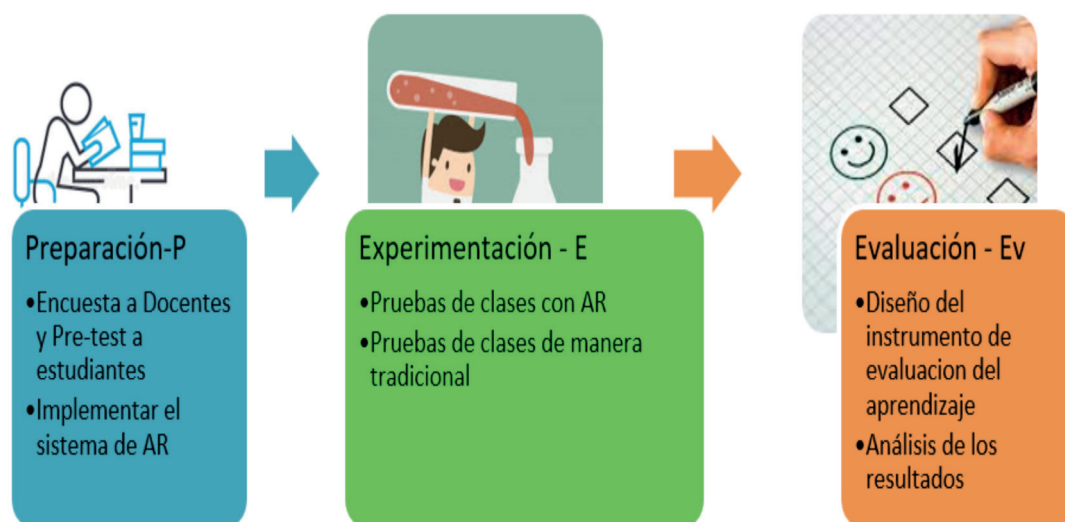 Preparación-P
•Encuesta a Docentes
y Pre-test a
estudiantes
•Implementar el
sistema de AR
Experimentación - E
•Pruebas de clases con AR
•Pruebas de clases de manera
tradicional
Evaluación - Ev
•Diseño del
instrumento de
evaluacion del
aprendizaje
•Análisis de los
resultados